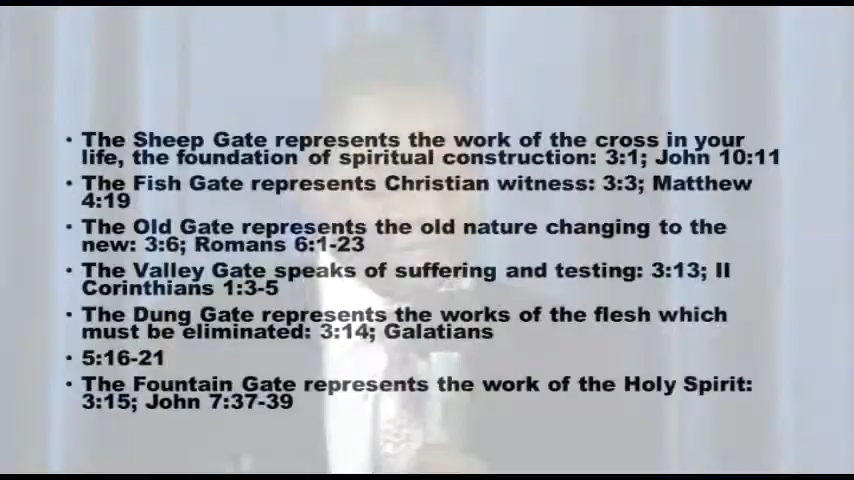 • The Sheep Gate represents the work of the cross in your
life, the foundation of spiritual construction: 3:1; John 10:11
• The Fish Gate represents Christian witness: 3:3; Matthew
4:19
• The Old Gate represents the old nature changing to the
new: 3:6; Romans 6:1-23
• The Valley Gate speaks of suffering and testing: 3:13; II
Corinthians 1:3-5
• The Dung Gate represents the works of the flesh which
must be eliminated: 3:14; Galatians
• 5:16-21
• The Fountain Gate represents the work of the Holy Spirit:
3:15; John 7:37-39